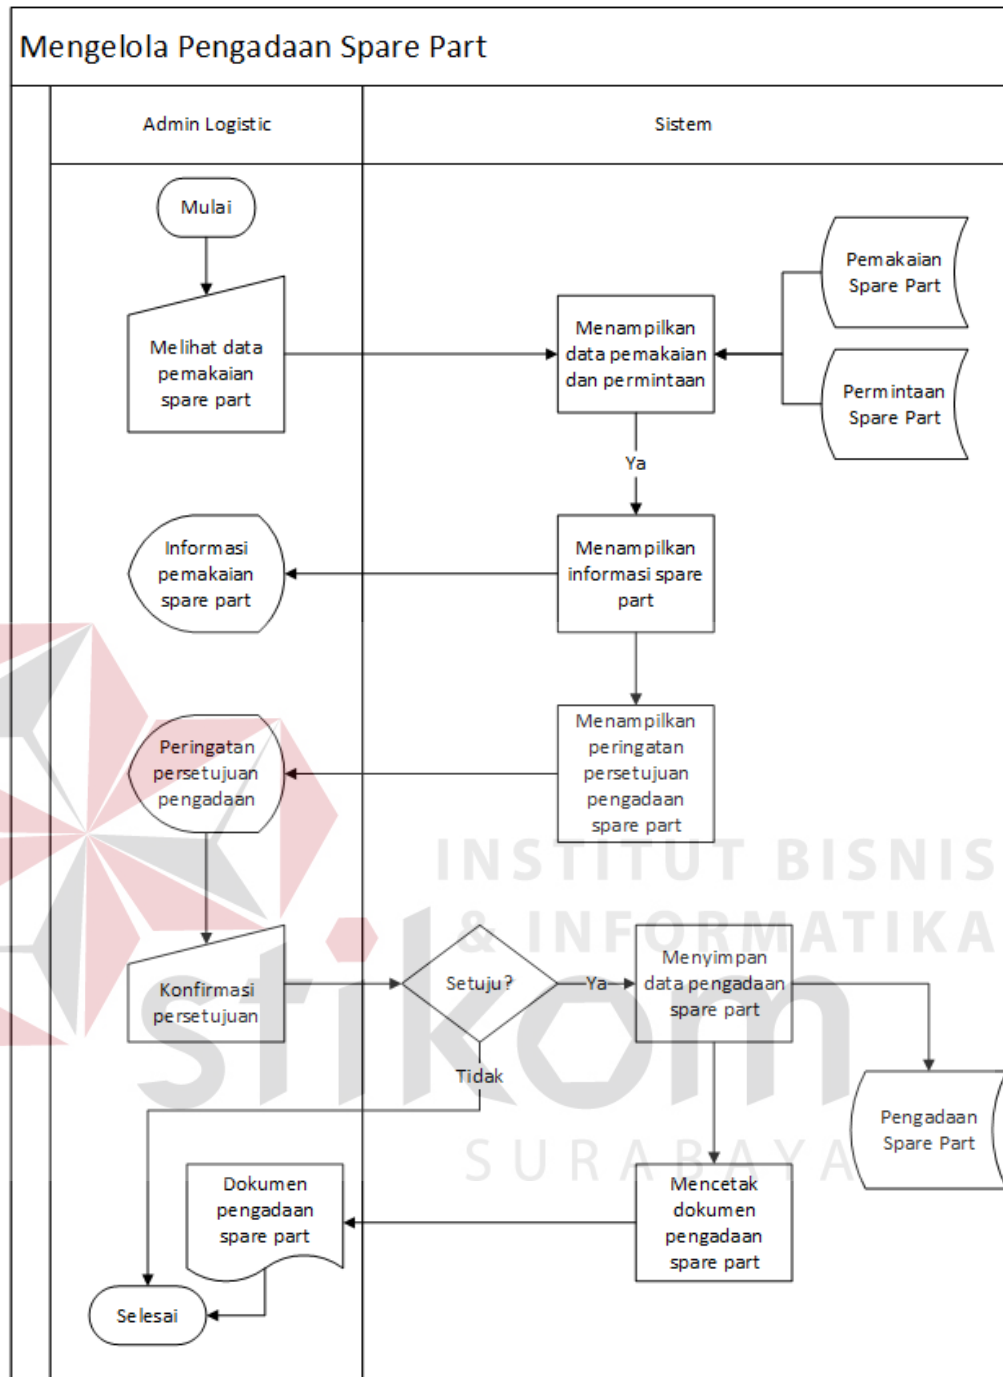 Mengelola Pengadaan Spare Part
Admin Logistic
Sistem
Mulai
Pemakaian
Spare Part
Melihat data
pemakaian
spare part
Menampilkan
data pemakaian
dan permintaan
Permintaan
Spare Part
Ya
Informasi
pemakaian
spare part
Menampilkan
informasi spare
part
Peringatan
persetujuan
pengadaan
Menampilkan
peringatan
persetujuan
pengadaan
spare part
INSTITUT BISNIS
& INFORMATIKA
stikom
SURABAYA
Konfirmasi
persetujuan
Setuju?
Ya
Menyimpan
data pengadaan
spare part
Tidak
Pengadaan
Spare Part
Dokumen
pengadaan
spare part
Mencetak
dokumen
pengadaan
spare part
Selesai